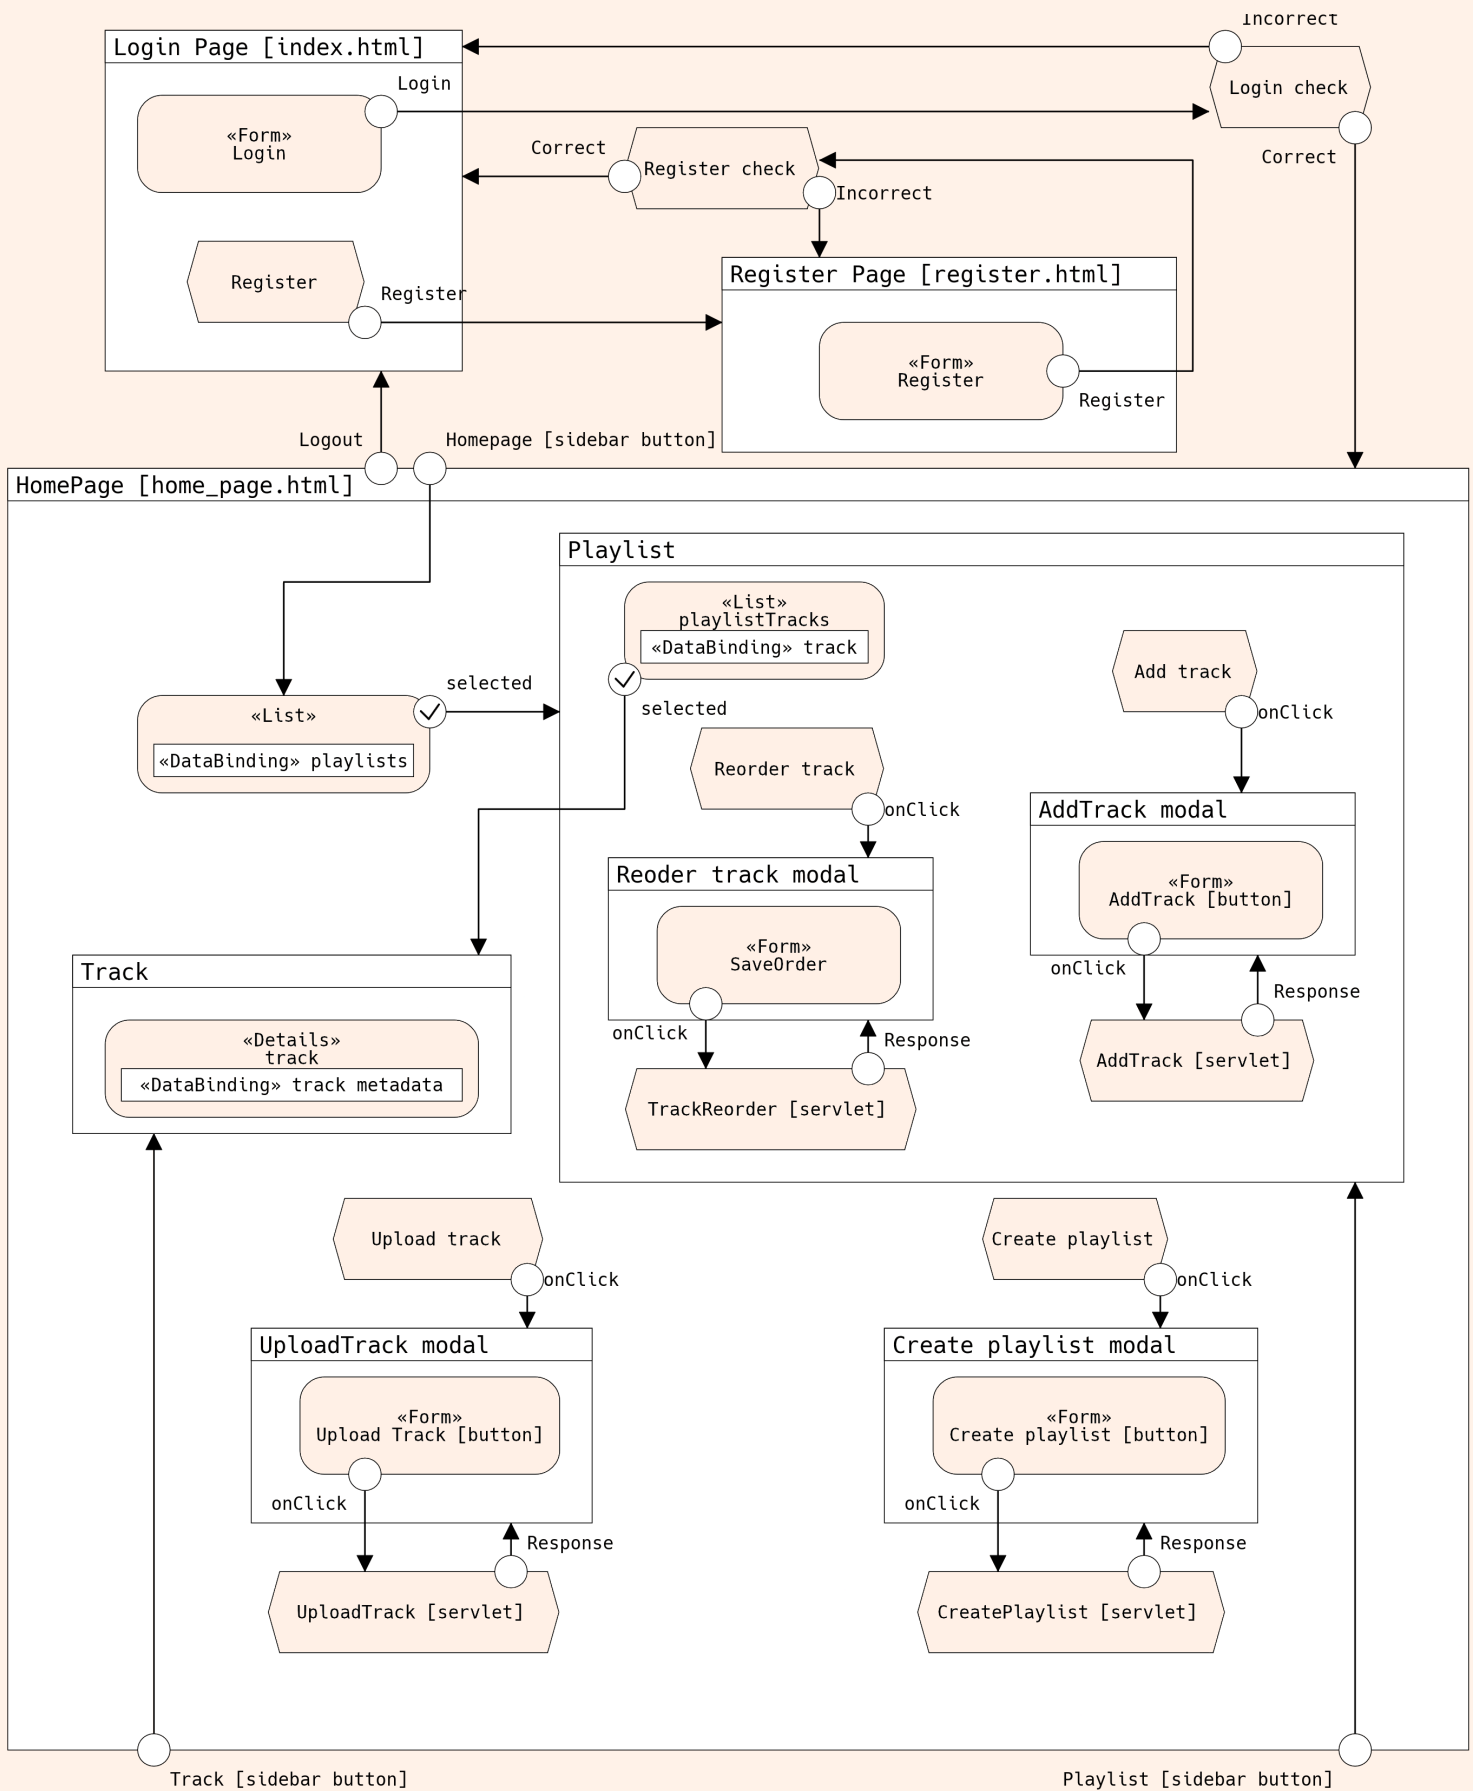 Incorrect
Login Page [index.html]
Login
Login check
«Form»
Login
Correct
Correct
Register check
Incorrect
Register
Register
Register Page [register.html]
«Form»
Register
Register
Logout
Homepage [sidebar button]
HomePage [home_page.html]
Playlist
«List»
playlistTracks
«DataBinding» track
Add track
selected
selected
onClick
«List»
«DataBinding» playlists
Reorder track
onClick
AddTrack modal
Reoder track modal
«Form»
AddTrack [button]
«Form»
SaveOrder
onClick
Response
Track
onClick
Response
«Details»
track
«DataBinding» track metadata
AddTrack [servlet]
TrackReorder [servlet]
Upload track
onClick
Create playlist
onClick
UploadTrack modal
Create playlist modal
«Form»
Upload Track [button]
«Form»
Create playlist [button]
onClick
Response
onClick
Response
UploadTrack [servlet]
CreatePlaylist [servlet]
Track [sidebar button]
Playlist [sidebar button]